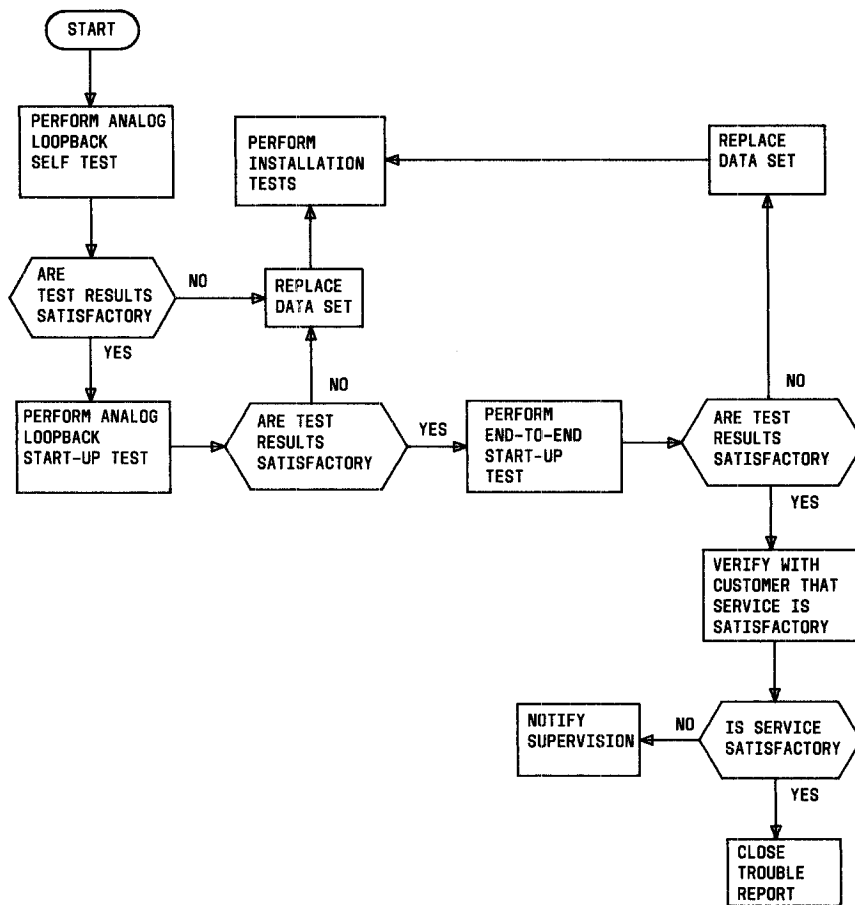 START
PERFORM ANALOG
LOOPBACK
SELF TEST
PERFORM
INSTALLATION
TESTS
REPLACE
DATA SET
ARE
TEST RESULTS
SATISFACTORY
NO
REPLACE
DATA SET
YES
NO
NO
PERFORM ANALOG
LOOPBACK
START-UP TEST
ARE TEST
RESULTS
SATISFACTORY
YES
PERFORM
END-TO-END
START-UP
TEST
ARE TEST
RESULTS
SATISFACTORY
YES
VERIFY WITH
CUSTOMER THAT
SERVICE IS
SATISFACTORY
NOTIFY
SUPERVISION
NO
IS SERVICE
SATISFACTORY
YES
CLOSE
TROUBLE
REPORT